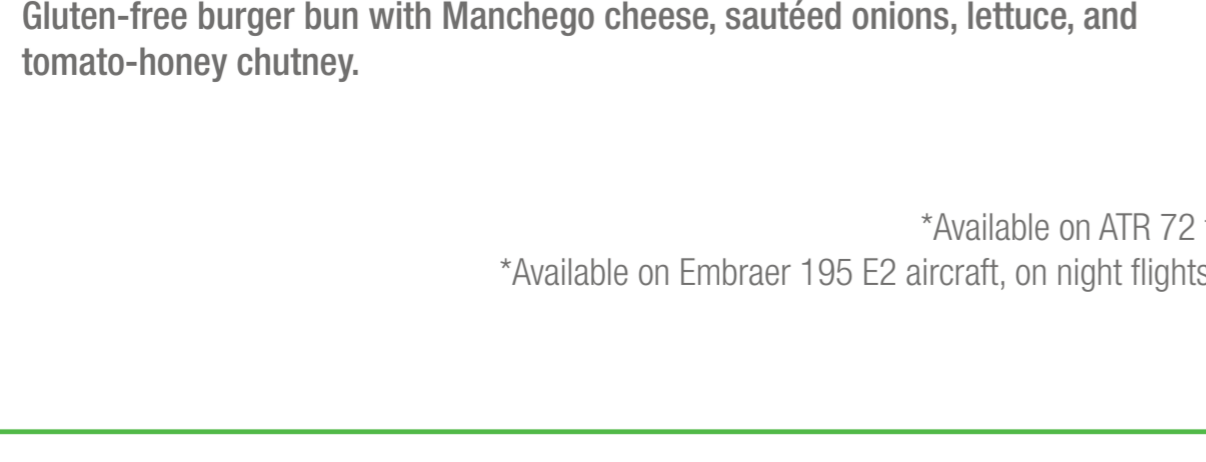 Gluten-free burger bun with Manchego cheese, sautéed onions, lettuce, and
tomato-honey chutney.
*Available on ATR 72
*Available on Embraer 195 E2 aircraft, on night flights